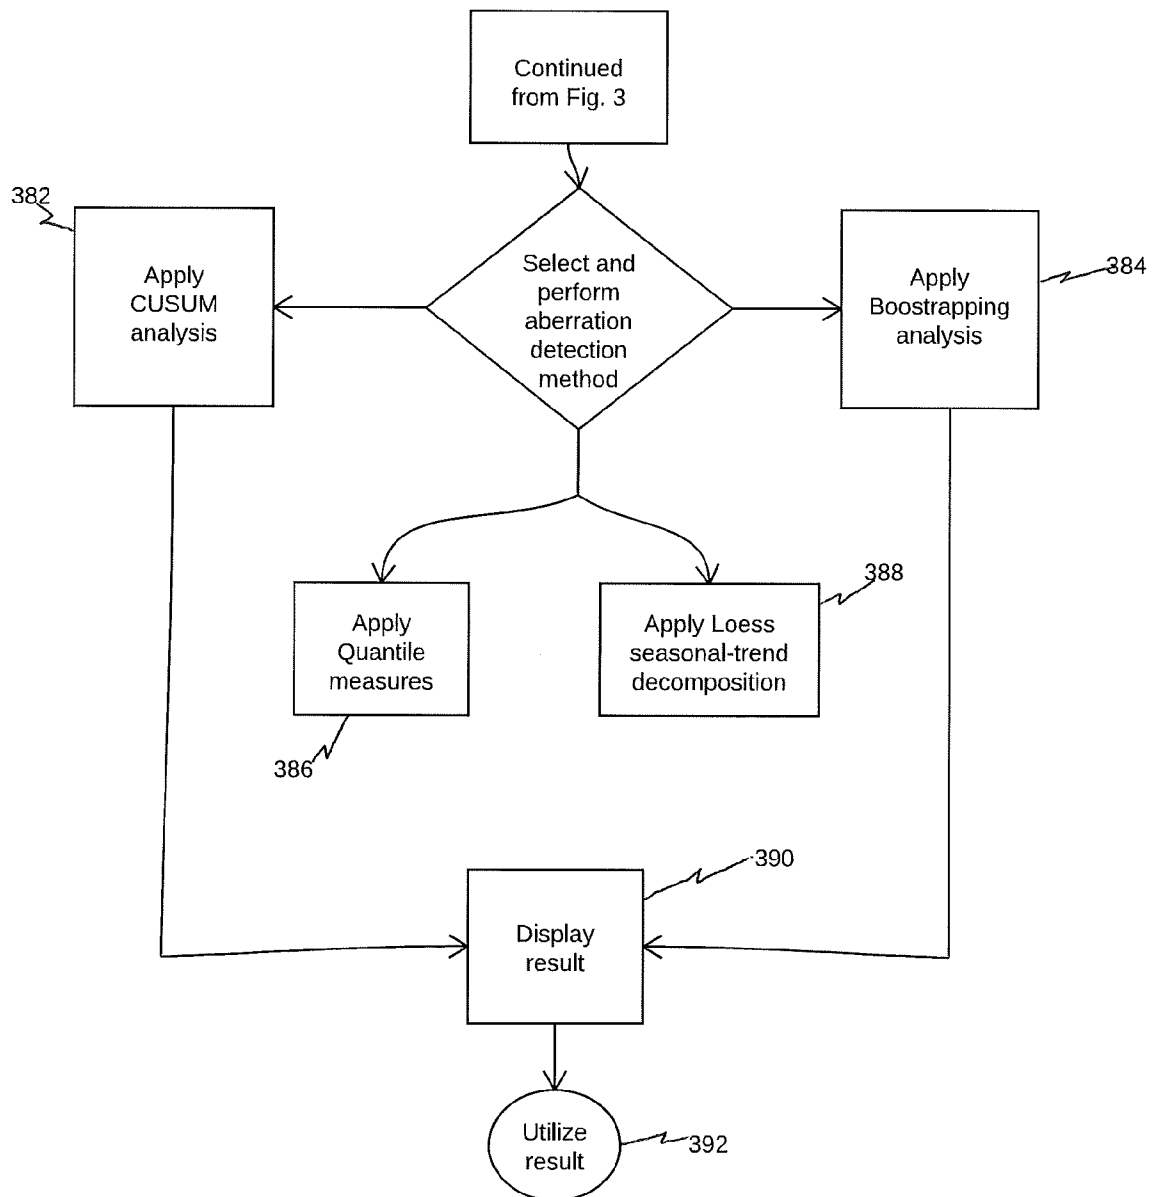 Continued
from Fig. 3
382
Apply
CUSUM
analysis
Select and
perform
aberration
detection
method
Apply
Boostrapping
analysis
384
Apply
Quantile
measures
386
Apply Loess
seasonal-trend
decomposition
388
390
Display
result
Utilize
result
392